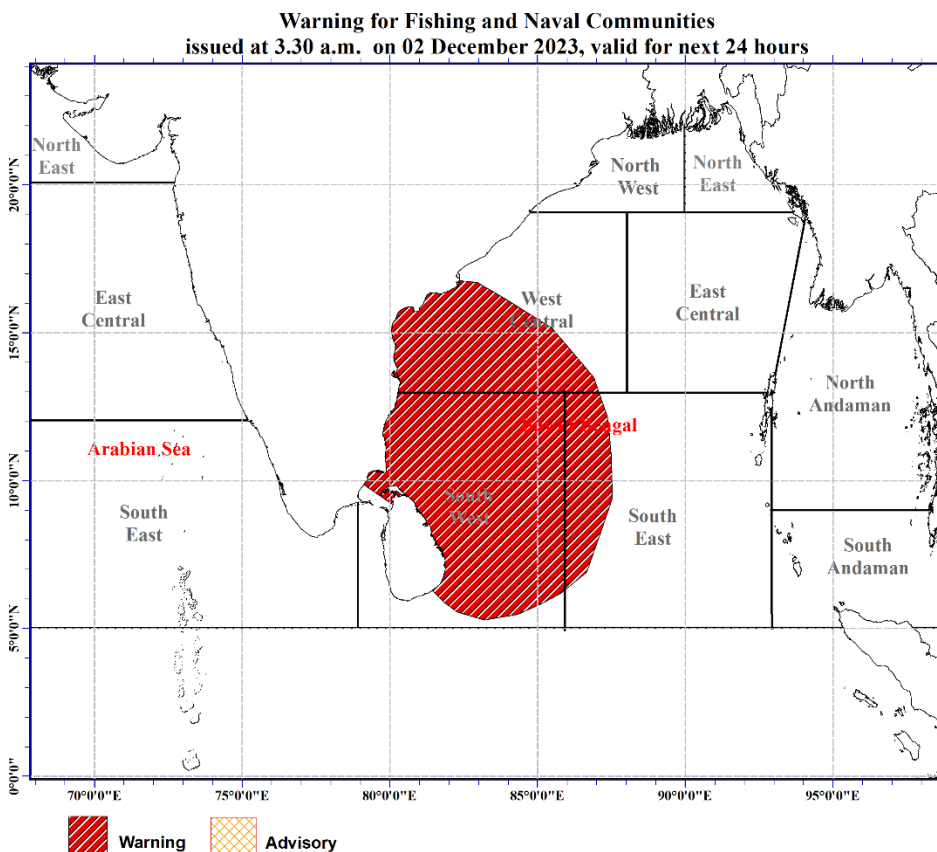 Warning for Fishing and Naval Communities
issued at 3.30 a.m. on 02 December 2023, valid for next 24 hours
North
East
North
West
North
East
East
Central
West
Central
East
Central
North
Andaman
Bay of Bengal
Arabian Sea
South
East
South
West
South
East
South
Andaman
20°0'0"N
15°0'0"N
10°0'0"N
5°0'0"N
0°0'0"N
70°0'0"E
75°0'0"E
80°0'0"E
85°0'0"E
90°0'0"E
95°0'0"E
Warning
Advisory